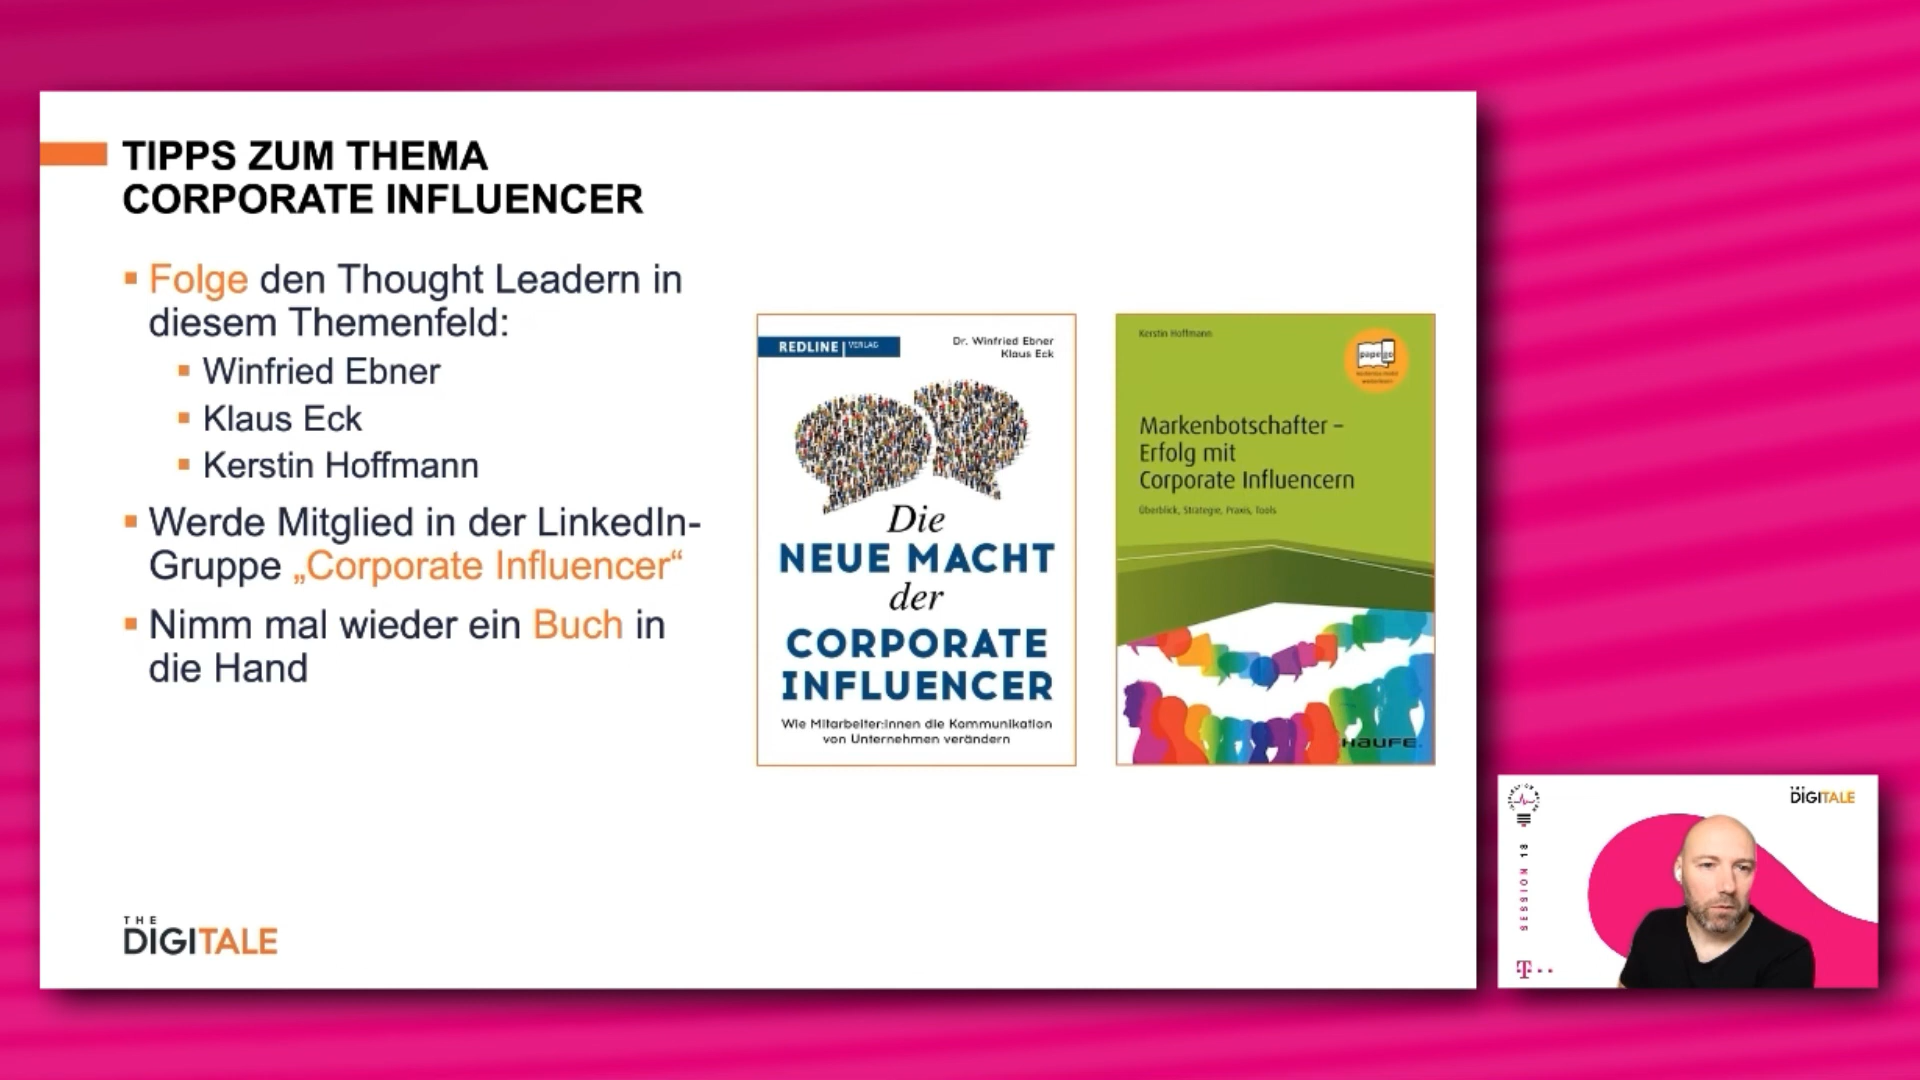 TIPPS ZUM THEMA
CORPORATE INFLUENCER
▪ Folge den Thought Leadern in
diesem Themenfeld:
▪ Winfried Ebner
▪ Klaus Eck
▪ Kerstin Hoffmann
▪ Werde Mitglied in der LinkedIn-
Gruppe „Corporate Influencer“
▪ Nimm mal wieder ein Buch in
die Hand
REDLINE | VERLAG
Dr. Winfried Ebner
Klaus Eck
Die
NEUE MACHT
der
CORPORATE
INFLUENCER
Wie Mitarbeiter:innen die Kommunikation
von Unternehmen verändern
Kerstin Hoffmann
Markenbotschafter –
Erfolg mit
Corporate Influencern
Überblick, Strategie, Praxis, Tools
HAUFE.
THE
DIGITALE
THE
DIGITALE
SESSION 18
T